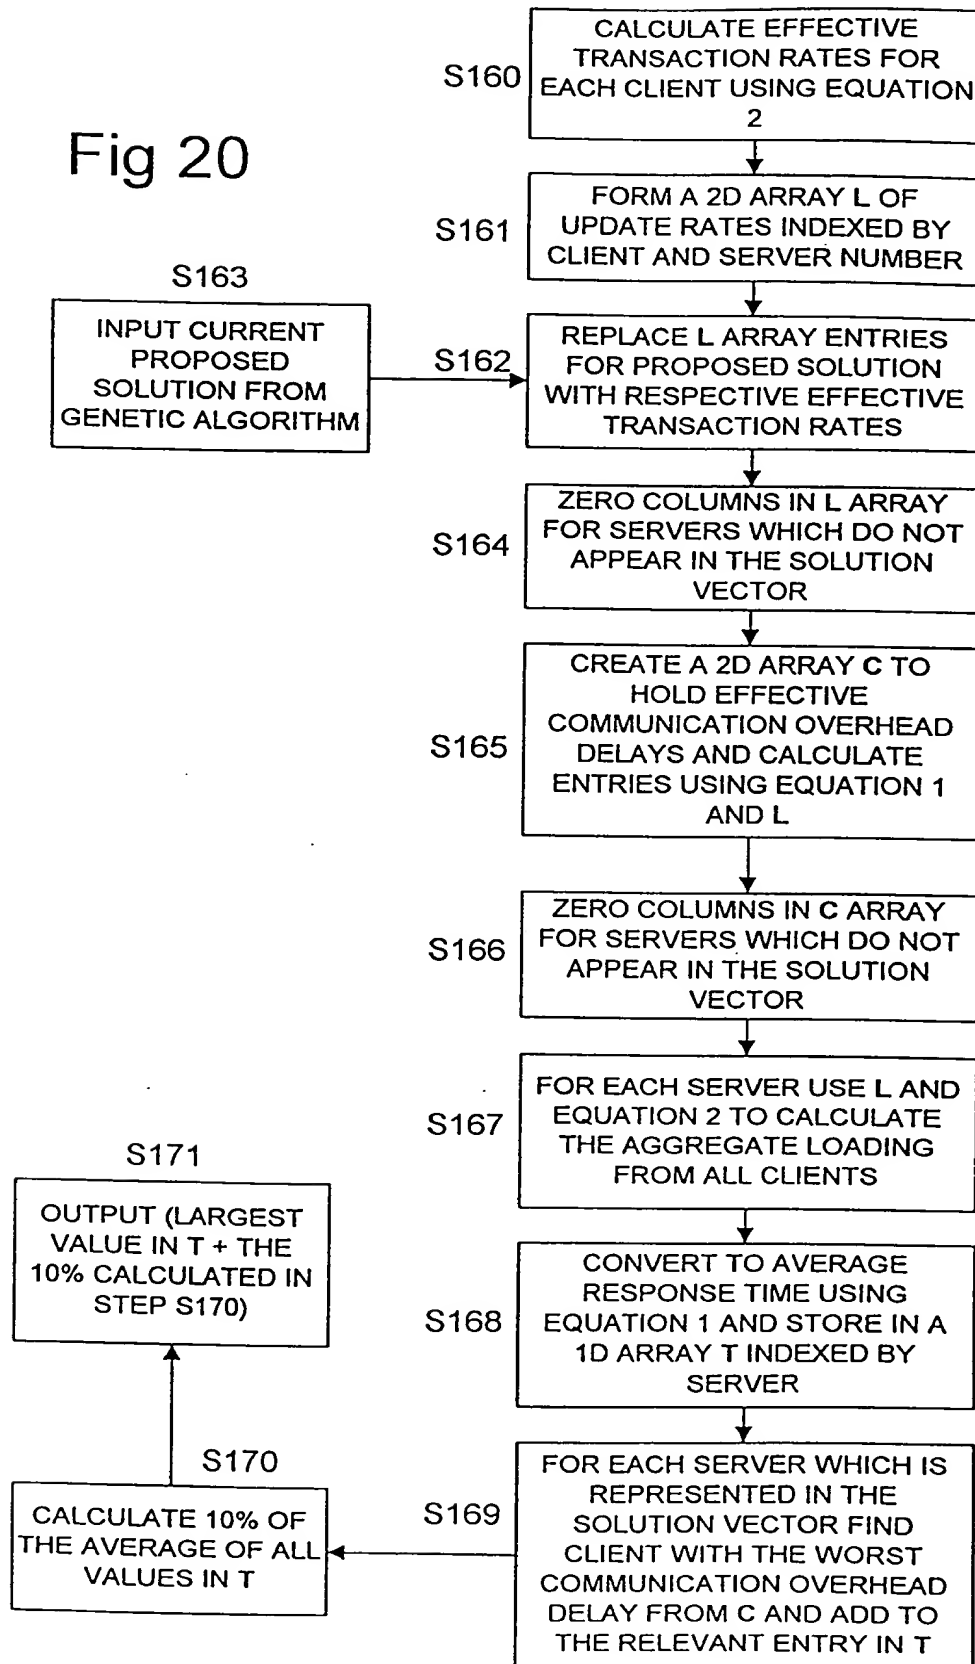 Fig 20
S160
CALCULATE EFFECTIVE
TRANSACTION RATES FOR
EACH CLIENT USING EQUATION
2
S161
FORM A 2D ARRAY L OF
UPDATE RATES INDEXED BY
CLIENT AND SERVER NUMBER
S163
INPUT CURRENT
PROPOSED
SOLUTION FROM
GENETIC ALGORITHM
S162
REPLACE L ARRAY ENTRIES
FOR PROPOSED SOLUTION
WITH RESPECTIVE EFFECTIVE
TRANSACTION RATES
S164
ZERO COLUMNS IN L ARRAY
FOR SERVERS WHICH DO NOT
APPEAR IN THE SOLUTION
VECTOR
S165
CREATE A 2D ARRAY C TO
HOLD EFFECTIVE
COMMUNICATION OVERHEAD
DELAYS AND CALCULATE
ENTRIES USING EQUATION 1
AND L
S166
ZERO COLUMNS IN C ARRAY
FOR SERVERS WHICH DO NOT
APPEAR IN THE SOLUTION
VECTOR
S167
FOR EACH SERVER USE L AND
EQUATION 2 TO CALCULATE
THE AGGREGATE LOADING
FROM ALL CLIENTS
S168
CONVERT TO AVERAGE
RESPONSE TIME USING
EQUATION 1 AND STORE IN A
1D ARRAY T INDEXED BY
SERVER
S169
FOR EACH SERVER WHICH IS
REPRESENTED IN THE
SOLUTION VECTOR FIND
CLIENT WITH THE WORST
COMMUNICATION OVERHEAD
DELAY FROM C AND ADD TO
THE RELEVANT ENTRY IN T
S170
CALCULATE 10% OF
THE AVERAGE OF ALL
VALUES IN T
S171
OUTPUT (LARGEST
VALUE IN T + THE
10% CALCULATED IN
STEP S170)